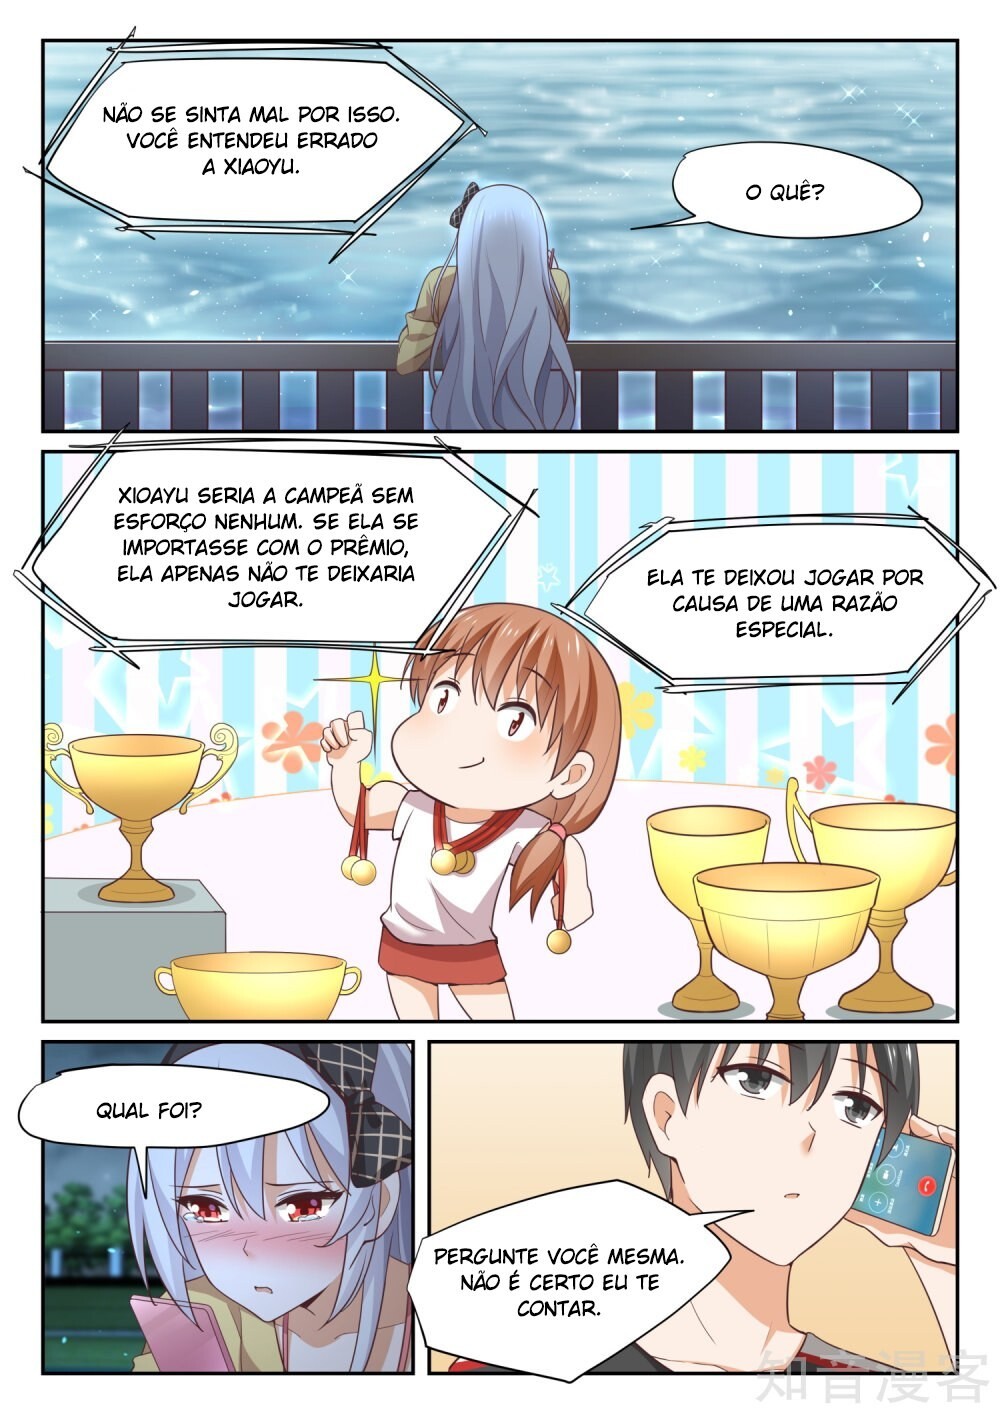 NÃO SE SINTA MAL POR ISSO.
VOCÊ ENTENDEU ERRADO
A XIAOYU.
O QUÊ?
XIOAYU SERIA A CAMPEÃ SEM
ESFORÇO NENHUM. SE ELA SE
IMPORTASSE COM O PRÊMIO,
ELA APENAS NÃO TE DEIXARIA
JOGAR.
ELA TE DEIXOU JOGAR POR
CAUSA DE UMA RAZÃO
ESPECIAL.
QUAL FOI?
PERGUNTE VOCÊ MESMA.
NÃO É CERTO EU TE
CONTAR.
知音漫客